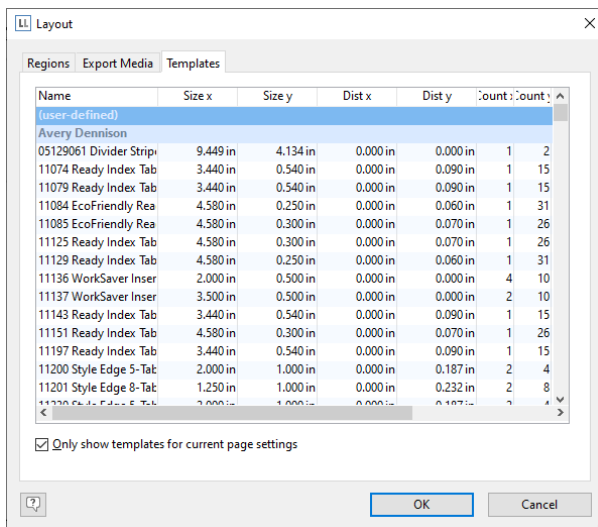 LL Layout
Regions Export Media Templates
Name Size x Size y Dist x Dist y Count Count y
(user-defined)
Avery Dennison
05129061 Divider Strip 9.449 in 4.134 in 0.000 in 0.000 in 1 2
11074 Ready Index Tab 3.440 in 0.540 in 0.000 in 0.090 in 1 15
11079 Ready Index Tab 3.440 in 0.540 in 0.000 in 0.090 in 1 15
11084 EcoFriendly Rea 4.580 in 0.250 in 0.000 in 0.060 in 1 31
11085 EcoFriendly Rea 4.580 in 0.300 in 0.000 in 0.070 in 1 26
11125 Ready Index Tab 4.580 in 0.300 in 0.000 in 0.070 in 1 26
11129 Ready Index Tab 4.580 in 0.250 in 0.000 in 0.060 in 1 31
11136 WorkSaver Inser 2.000 in 0.500 in 0.000 in 0.000 in 4 10
11137 WorkSaver Inser 3.500 in 0.500 in 0.000 in 0.000 in 2 10
11143 Ready Index Tab 3.440 in 0.540 in 0.000 in 0.090 in 1 15
11151 Ready Index Tab 4.580 in 0.300 in 0.000 in 0.070 in 1 26
11197 Ready Index Tab 3.440 in 0.540 in 0.000 in 0.090 in 1 15
11200 Style Edge 5-Tab 2.000 in 1.000 in 0.000 in 0.187 in 2 4
11201 Style Edge 8-Tab 1.250 in 1.000 in 0.000 in 0.232 in 2 8
Only show templates for current page settings
OK Cancel